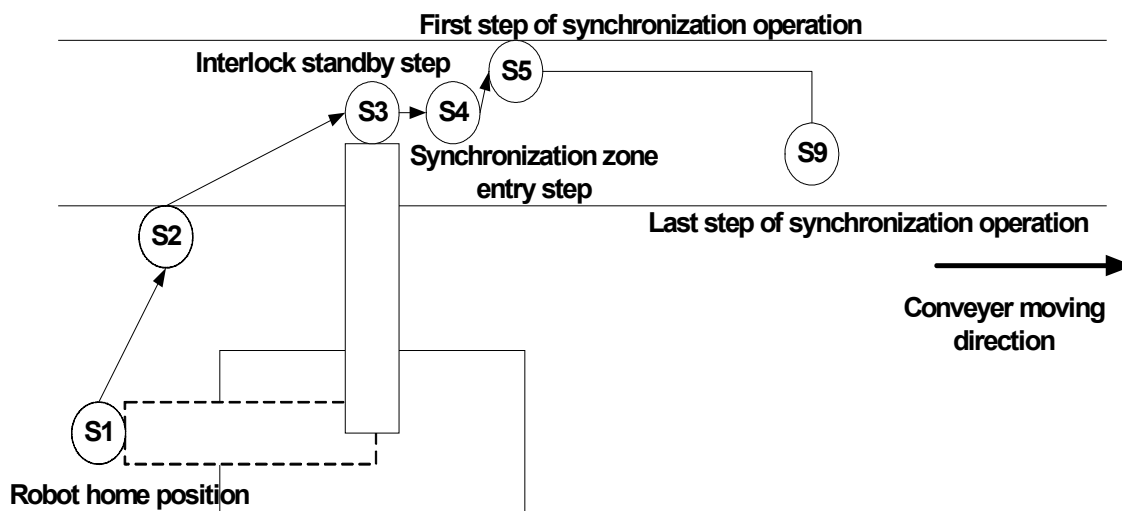 First step of synchronization operation
Interlock standby step
S5
S3
S4
Synchronization zone
entry step
S9
Last step of synchronization operation
S2
Conveyer moving
direction
S1
Robot home position